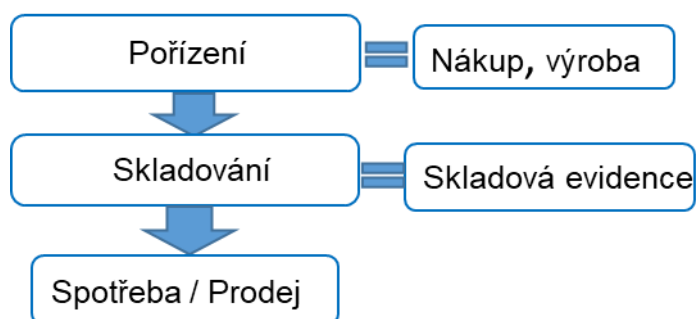 Pořízení
Nákup, výroba
Skladování
Skladová evidence
Spotřeba / Prodej